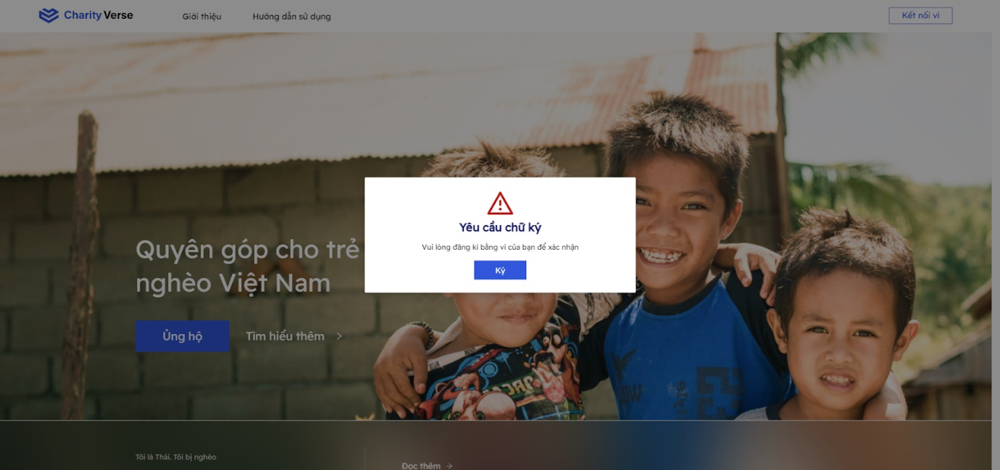 Charity Verse
Giới thiệu
Hướng dẫn sử dụng
Kết nối ví
Yêu cầu chữ ký
Vui lòng đăng kí bằng ví của bạn để xác nhận
Ký
Quyên góp cho trẻ
nghèo Việt Nam
Ủng hộ
Tìm hiểu thêm
Tôi là Thái. Tôi bị nghèo
Đọc thêm